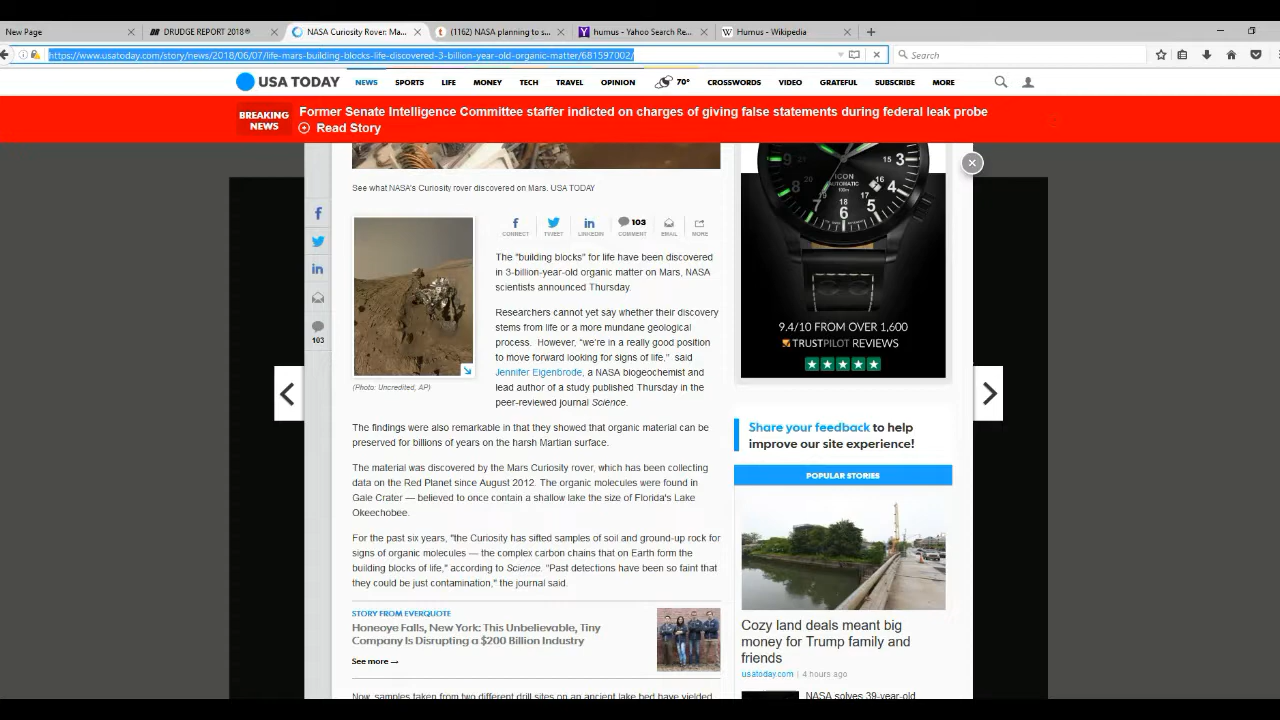 New Page
DRUDGE REPORT 2018®
NASA Curiosity Rover: Ma...
(1162) NASA planning to s...
humus - Yahoo Search Re...
Humus - Wikipedia
https://www.usatoday.com/story/news/2018/06/07/life-mars-building-blocks-life-discovered-3-billion-year-old-organic-matter/681597002/
Search
USA TODAY
NEWS SPORTS LIFE MONEY TECH TRAVEL OPINION 70° CROSSWORDS VIDEO GRATEFUL SUBSCRIBE MORE
BREAKING
NEWS
Former Senate Intelligence Committee staffer indicted on charges of giving false statements during federal leak probe
Read Story
See what NASA's Curiosity rover discovered on Mars. USA TODAY
103
CONNECT TWEET LINKEDIN COMMENT EMAIL MORE
103
(Photo: Uncredited, AP)
The "building blocks" for life have been discovered
in 3-billion-year-old organic matter on Mars, NASA
scientists announced Thursday.
Researchers cannot yet say whether their discovery
stems from life or a more mundane geological
process. However, "we're in a really good position
to move forward looking for signs of life," said
Jennifer Eigenbrode, a NASA biogeochemist and
lead author of a study published Thursday in the
peer-reviewed journal Science.
The findings were also remarkable in that they showed that organic material can be
preserved for billions of years on the harsh Martian surface.
The material was discovered by the Mars Curiosity rover, which has been collecting
data on the Red Planet since August 2012. The organic molecules were found in
Gale Crater — believed to once contain a shallow lake the size of Florida's Lake
Okeechobee.
For the past six years, "the Curiosity has sifted samples of soil and ground-up rock for
signs of organic molecules — the complex carbon chains that on Earth form the
building blocks of life," according to Science. "Past detections have been so faint that
they could be just contamination," the journal said.
STORY FROM EVERQUOTE
Honeoye Falls, New York: This Unbelievable, Tiny
Company Is Disrupting a $200 Billion Industry
See more →
Now, samples taken from two different drill sites on an ancient lake bed have yielded
ICON
AUTOMATIC
9 8 7 6 5 4 3
20 19 18 17 16 15
9.4/10 FROM OVER 1,600
TRUSTPILOT REVIEWS
Share your feedback to help
improve our site experience!
POPULAR STORIES
Cozy land deals meant big
money for Trump family and
friends
usatoday.com | 4 hours ago
NASA solves 39-year-old